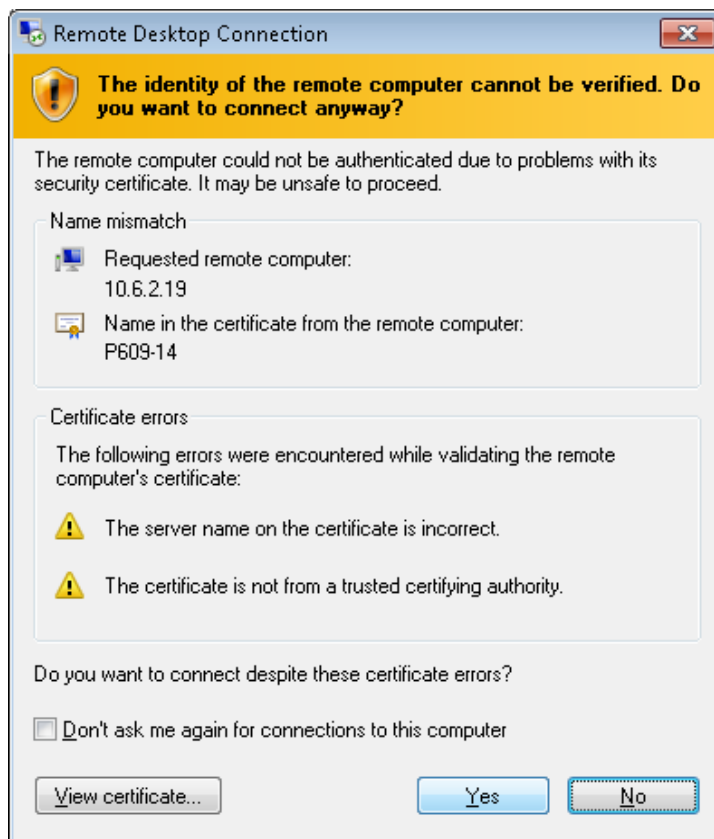 Remote Desktop Connection
The identity of the remote computer cannot be verified. Do
you want to connect anyway?
The remote computer could not be authenticated due to problems with its
security certificate. It may be unsafe to proceed.
Name mismatch
Requested remote computer:
10.6.2.19
Name in the certificate from the remote computer:
P609-14
Certificate errors
The following errors were encountered while validating the remote
computer's certificate:
The server name on the certificate is incorrect.
The certificate is not from a trusted certifying authority.
Do you want to connect despite these certificate errors?
Don't ask me again for connections to this computer
View certificate... Yes No